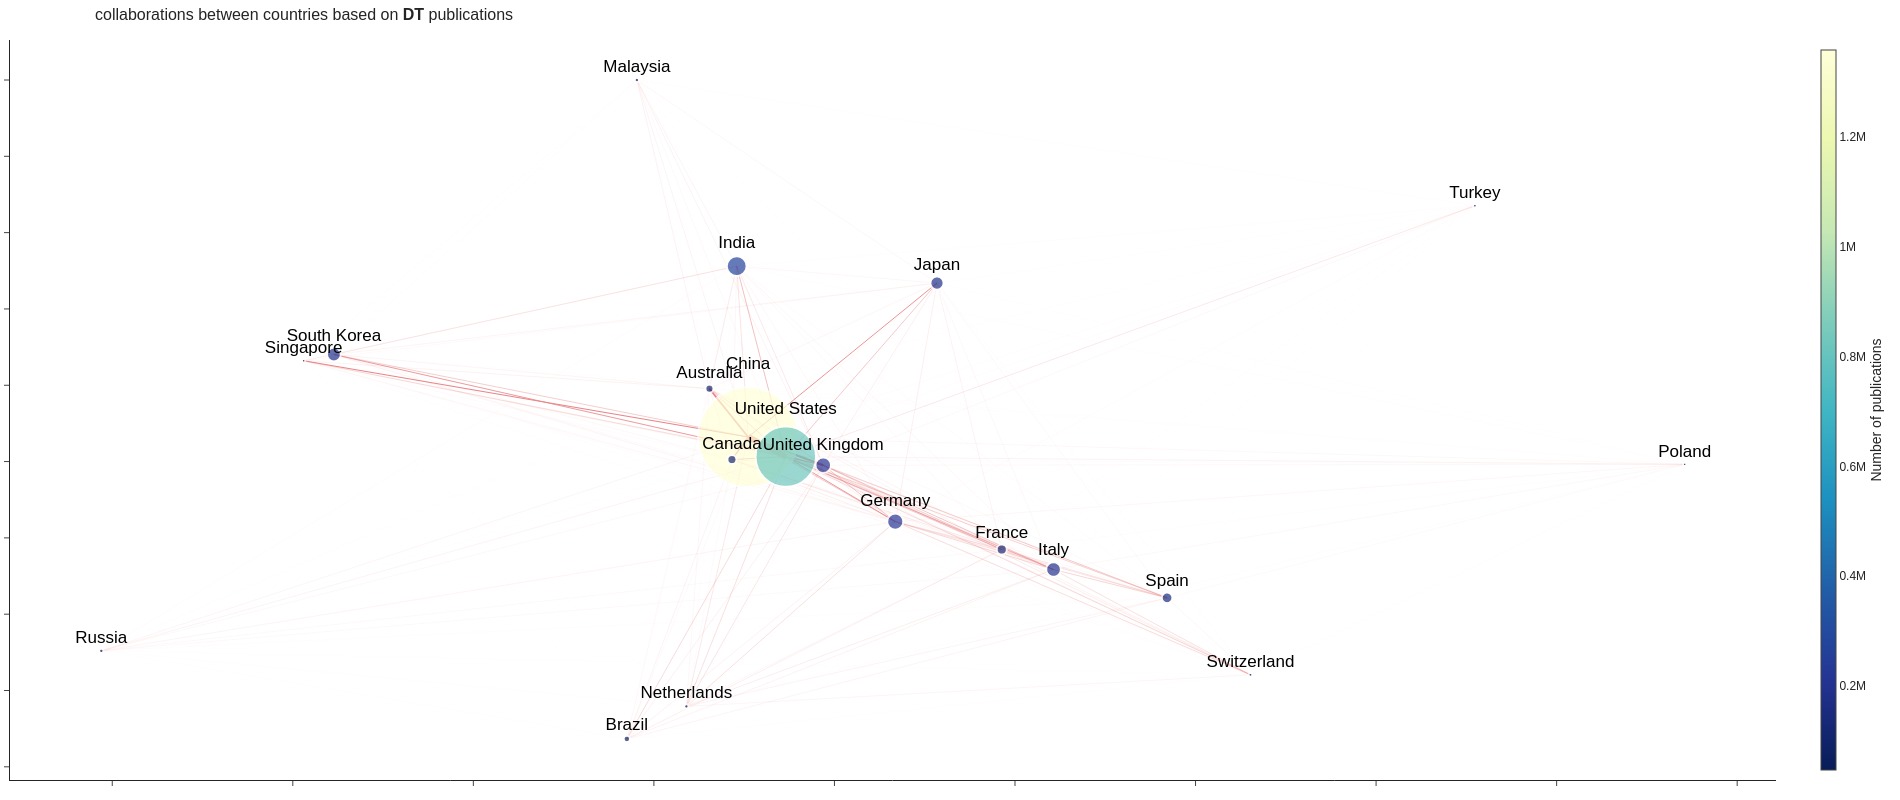 collaborations between countries based on DT publications
Malaysia
Turkey
India
Japan
South Korea
Singapore
China
Australia
United States
Canada
United Kingdom
Poland
Germany
France
Italy
Spain
Russia
Switzerland
Netherlands
Brazil
1.2M
1M
0.8M
0.6M
0.4M
0.2M
Number of publications